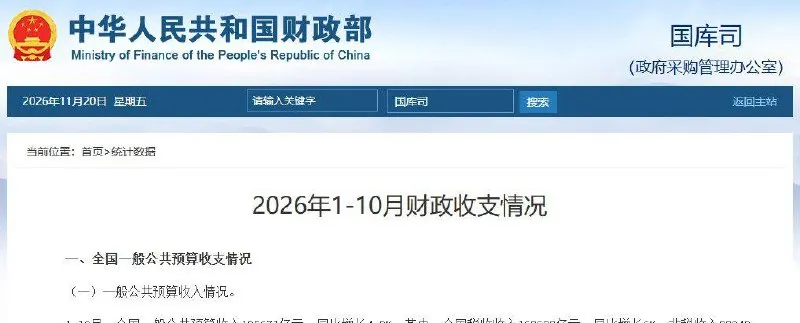 中华人民共和国财政部
Ministry of Finance of the People's Republic of China
国库司
(政府采购管理办公室)
2026年11月20日 星期五
请输入关键字
国库司
搜索
返回主站
当前位置：首页>统计数据
2026年1-10月财政收支情况
一、全国一般公共预算收支情况
（一）一般公共预算收入情况。